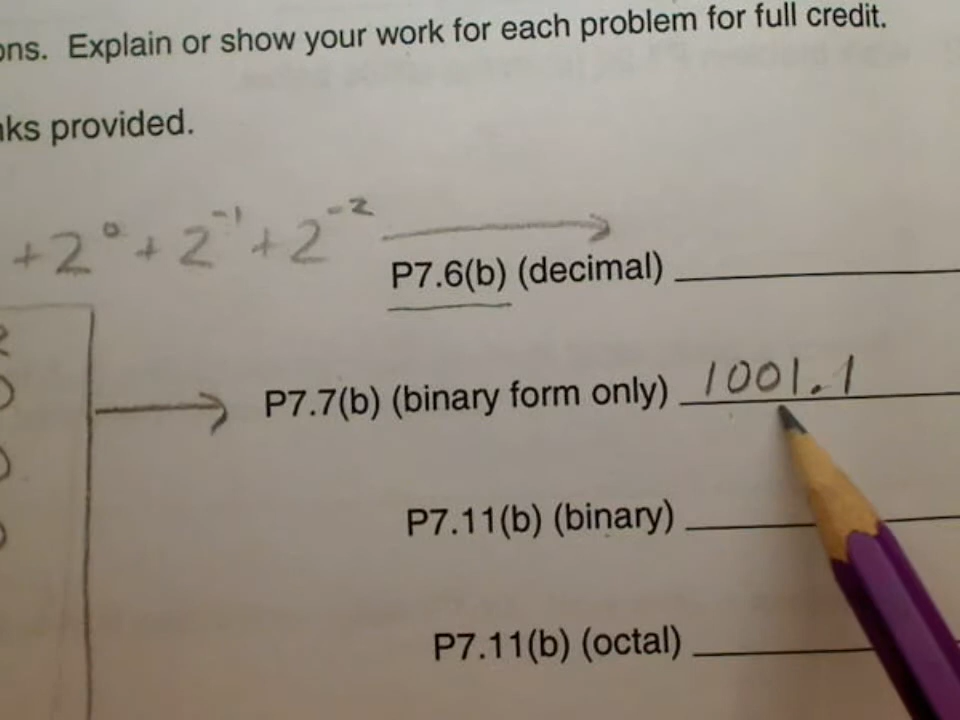 ons. Explain or show your work for each problem for full credit.
nks provided.
+2⁰+2⁻¹+2⁻²
P7.6(b) (decimal)
P7.7(b) (binary form only) 1001.1
P7.11(b) (binary)
P7.11(b) (octal)